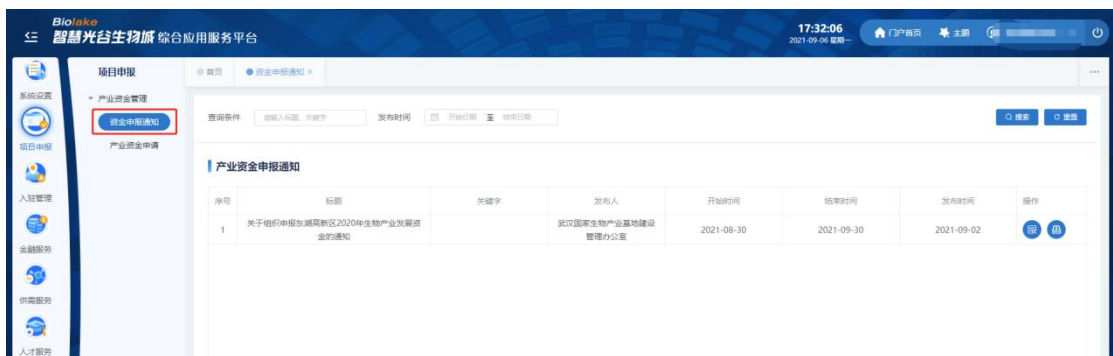 Biolake
智慧光谷生物城 综合应用服务平台
17:32:06
2021-09-06 星期一
门户首页
主题
系统设置
项目申报
入驻管理
金融服务
供需服务
人才服务
项目申报
产业资金管理
资金申报通知
产业资金申请
首页
资金申报通知 ×
查询条件 请输入标题、关键字 发布时间 开始日期 至 结束日期 搜索 重置
产业资金申报通知
序号 标题 关键字 发布人 开始时间 结束时间 发布时间 操作
1 关于组织申报东湖高新区2020年生物产业发展资金的通知 武汉国家生物产业基地建设管理办公室 2021-08-30 2021-09-30 2021-09-02